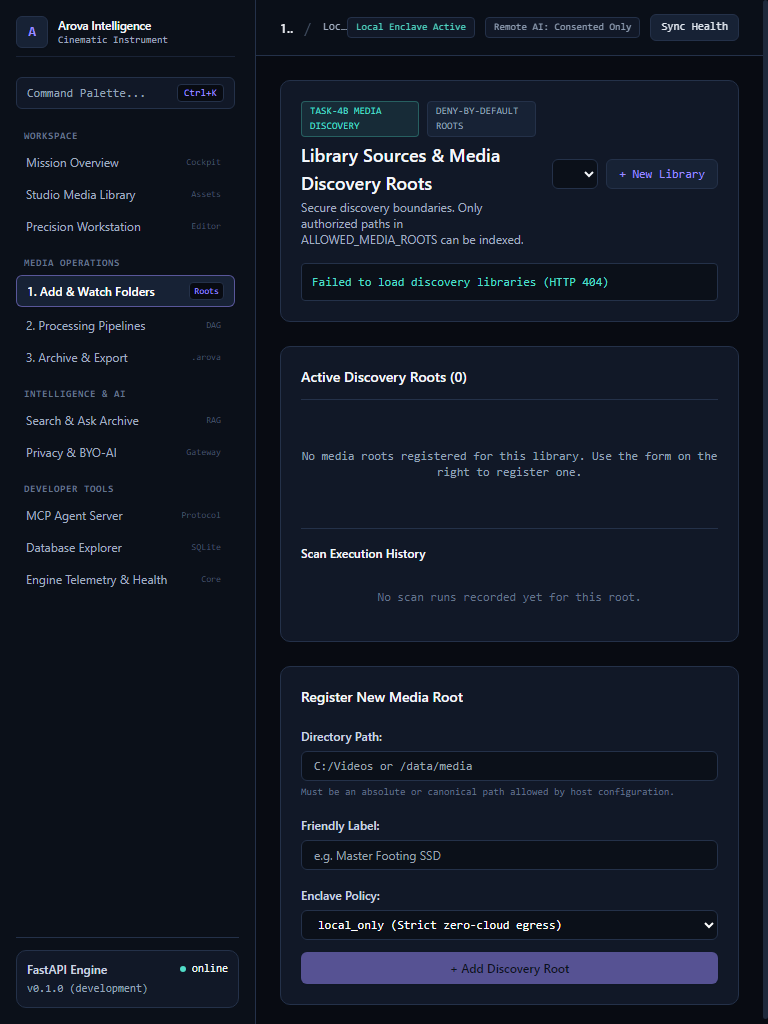 A
Arova Intelligence
Cinematic Instrument
Command Palette... Ctrl+K
WORKSPACE
Mission Overview Cockpit
Studio Media Library Assets
Precision Workstation Editor
MEDIA OPERATIONS
1. Add & Watch Folders Roots
2. Processing Pipelines DAG
3. Archive & Export .arova
INTELLIGENCE & AI
Search & Ask Archive RAG
Privacy & BYO-AI Gateway
DEVELOPER TOOLS
MCP Agent Server Protocol
Database Explorer SQLite
Engine Telemetry & Health Core
FastAPI Engine online
v0.1.0 (development)
1.. / Loc… Local Enclave Active Remote AI: Consented Only Sync Health
TASK-4B MEDIA
DISCOVERY
DENY-BY-DEFAULT
ROOTS
Library Sources & Media
Discovery Roots
+ New Library
Secure discovery boundaries. Only
authorized paths in
ALLOWED_MEDIA_ROOTS can be indexed.
Failed to load discovery libraries (HTTP 404)
Active Discovery Roots (0)
No media roots registered for this library. Use the form on the
right to register one.
Scan Execution History
No scan runs recorded yet for this root.
Register New Media Root
Directory Path:
C:/Videos or /data/media
Must be an absolute or canonical path allowed by host configuration.
Friendly Label:
e.g. Master Footing SSD
Enclave Policy:
local_only (Strict zero-cloud egress)
+ Add Discovery Root